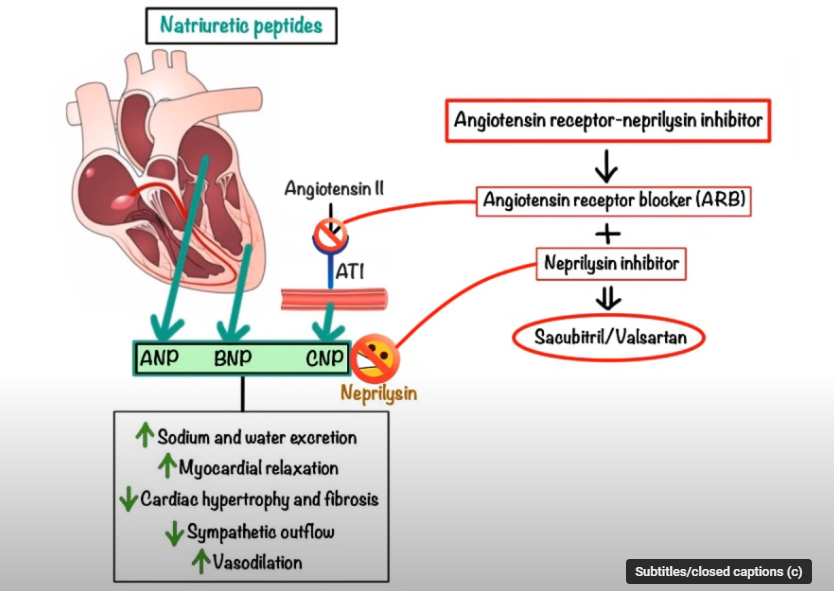 Natriuretic peptides
Angiotensin receptor-neprilysin inhibitor
Angiotensin II
Angiotensin receptor blocker (ARB)
+
AT1
Neprilysin inhibitor
Sacubitril/Valsartan
ANP BNP CNP
Neprilysin
↑ Sodium and water excretion
↑ Myocardial relaxation
↓ Cardiac hypertrophy and fibrosis
↓ Sympathetic outflow
↑ Vasodilation
Subtitles/closed captions (c)